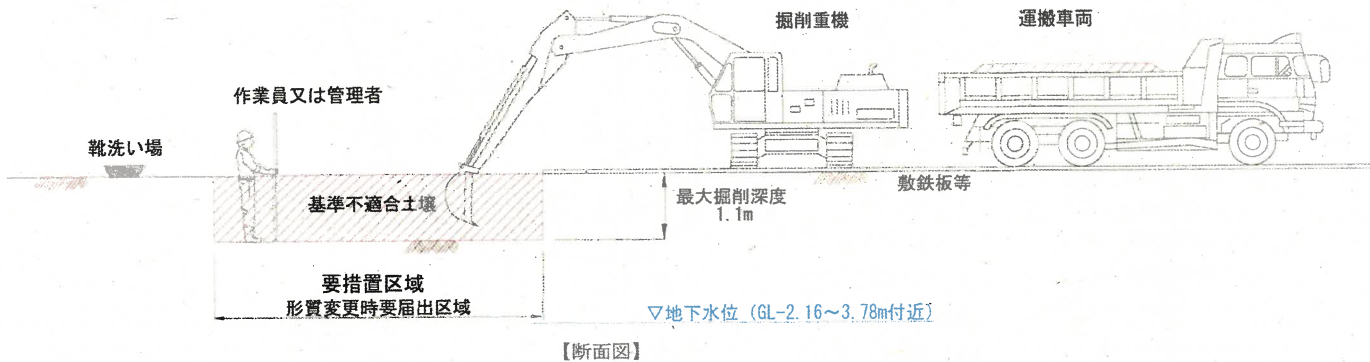 掘削重機
運搬車両
作業員又は管理者
靴洗い場
基準不適合土壌
最大掘削深度
1.1m
敷鉄板等
要措置区域
形質変更時要届出区域
▽地下水位（GL-2.16～3.78m付近）
【断面図】